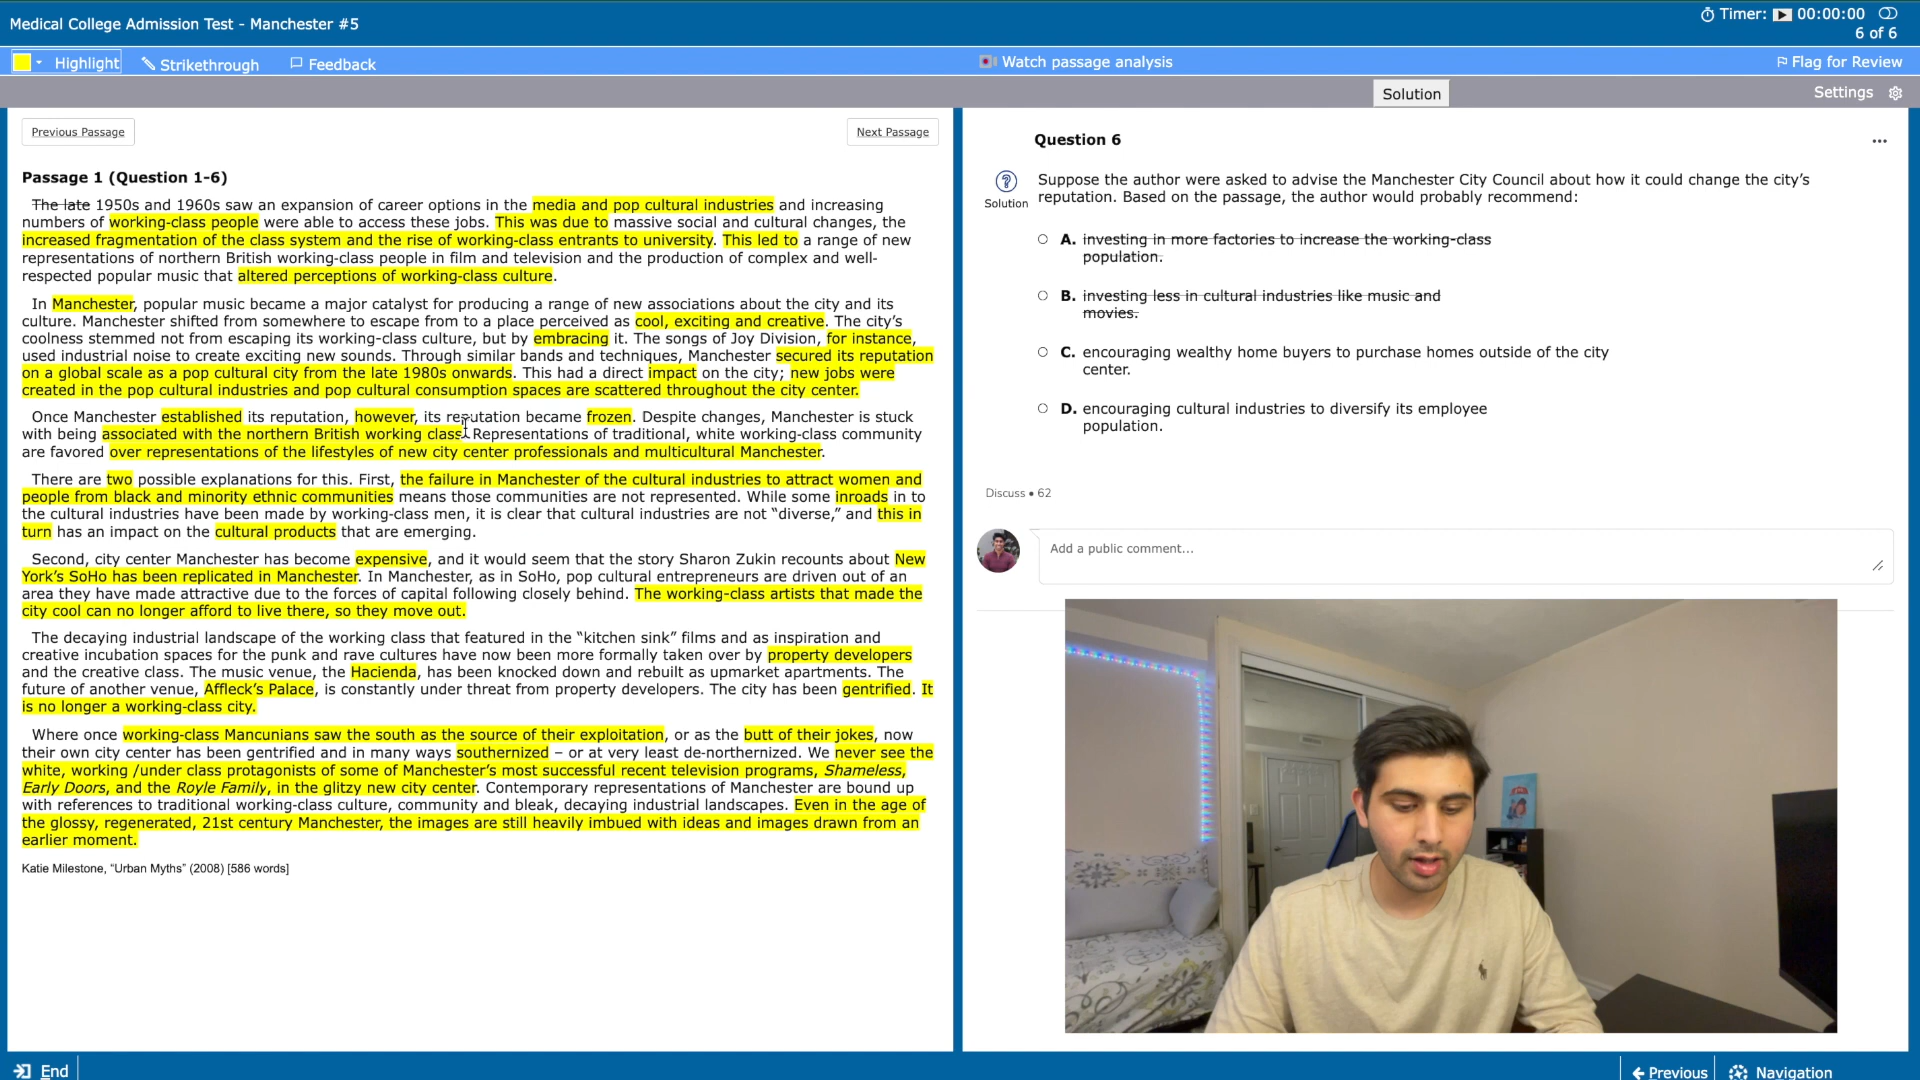 Medical College Admission Test - Manchester #5
Timer: 00:00:00
6 of 6
Highlight
Strikethrough
Feedback
Watch passage analysis
Flag for Review
Solution
Settings
Previous Passage
Next Passage
Passage 1 (Question 1-6)
The late 1950s and 1960s saw an expansion of career options in the media and pop cultural industries and increasing
numbers of working-class people were able to access these jobs. This was due to massive social and cultural changes, the
increased fragmentation of the class system and the rise of working-class entrants to university. This led to a range of new
representations of northern British working-class people in film and television and the production of complex and well-
respected popular music that altered perceptions of working-class culture.
In Manchester, popular music became a major catalyst for producing a range of new associations about the city and its
culture. Manchester shifted from somewhere to escape from to a place perceived as cool, exciting and creative. The city's
coolness stemmed not from escaping its working-class culture, but by embracing it. The songs of Joy Division, for instance,
used industrial noise to create exciting new sounds. Through similar bands and techniques, Manchester secured its reputation
on a global scale as a pop cultural city from the late 1980s onwards. This had a direct impact on the city; new jobs were
created in the pop cultural industries and pop cultural consumption spaces are scattered throughout the city center.
Once Manchester established its reputation, however, its reputation became frozen. Despite changes, Manchester is stuck
with being associated with the northern British working class. Representations of traditional, white working-class community
are favored over representations of the lifestyles of new city center professionals and multicultural Manchester.
There are two possible explanations for this. First, the failure in Manchester of the cultural industries to attract women and
people from black and minority ethnic communities means those communities are not represented. While some inroads in to
the cultural industries have been made by working-class men, it is clear that cultural industries are not “diverse,” and this in
turn has an impact on the cultural products that are emerging.
Second, city center Manchester has become expensive, and it would seem that the story Sharon Zukin recounts about New
York's SoHo has been replicated in Manchester. In Manchester, as in SoHo, pop cultural entrepreneurs are driven out of an
area they have made attractive due to the forces of capital following closely behind. The working-class artists that made the
city cool can no longer afford to live there, so they move out.
The decaying industrial landscape of the working class that featured in the “kitchen sink” films and as inspiration and
creative incubation spaces for the punk and rave cultures have now been more formally taken over by property developers
and the creative class. The music venue, the Hacienda, has been knocked down and rebuilt as upmarket apartments. The
future of another venue, Affleck's Palace, is constantly under threat from property developers. The city has been gentrified. It
is no longer a working-class city.
Where once working-class Mancunians saw the south as the source of their exploitation, or as the butt of their jokes, now
their own city center has been gentrified and in many ways southernized – or at very least de-northernized. We never see the
white, working /under class protagonists of some of Manchester's most successful recent television programs, Shameless,
Early Doors, and the Royle Family, in the glitzy new city center. Contemporary representations of Manchester are bound up
with references to traditional working-class culture, community and bleak, decaying industrial landscapes. Even in the age of
the glossy, regenerated, 21st century Manchester, the images are still heavily imbued with ideas and images drawn from an
earlier moment.
Katie Milestone, “Urban Myths” (2008) [586 words]
Question 6
Solution
Suppose the author were asked to advise the Manchester City Council about how it could change the city's
reputation. Based on the passage, the author would probably recommend:
A. investing in more factories to increase the working-class
population.
B. investing less in cultural industries like music and
movies.
C. encouraging wealthy home buyers to purchase homes outside of the city
center.
D. encouraging cultural industries to diversify its employee
population.
Discuss • 62
Add a public comment...
End
Previous
Navigation